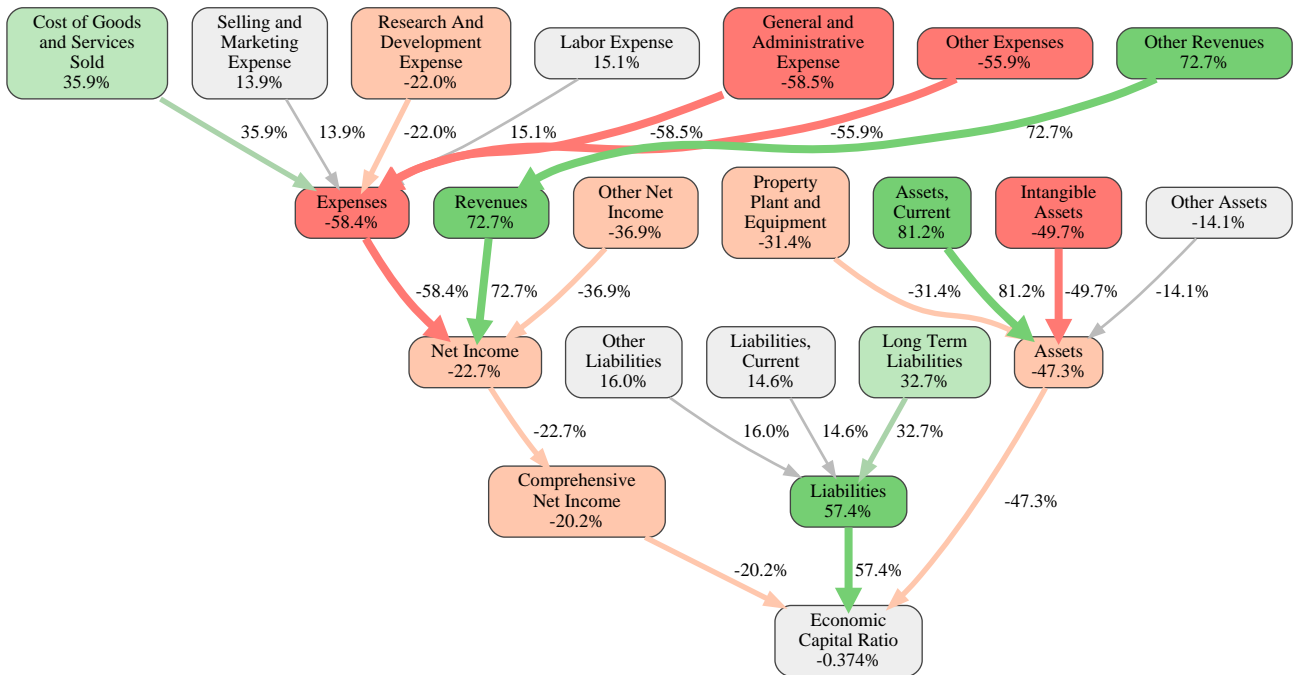 Cost of Goods
and Services
Sold
35.9%
Selling and
Marketing
Expense
13.9%
Research And
Development
Expense
-22.0%
Labor Expense
15.1%
General and
Administrative
Expense
-58.5%
Other Expenses
-55.9%
Other Revenues
72.7%
35.9%
13.9%
-22.0%
15.1%
-58.5%
-55.9%
72.7%
Expenses
-58.4%
Revenues
72.7%
Other Net
Income
-36.9%
Property
Plant and
Equipment
-31.4%
Assets,
Current
81.2%
Intangible
Assets
-49.7%
Other Assets
-14.1%
-58.4%
72.7%
-36.9%
-31.4%
81.2%
-49.7%
-14.1%
Net Income
-22.7%
Other
Liabilities
16.0%
Liabilities,
Current
14.6%
Long Term
Liabilities
32.7%
Assets
-47.3%
-22.7%
16.0%
14.6%
32.7%
Comprehensive
Net Income
-20.2%
Liabilities
57.4%
-47.3%
-20.2%
57.4%
Economic
Capital Ratio
-0.374%